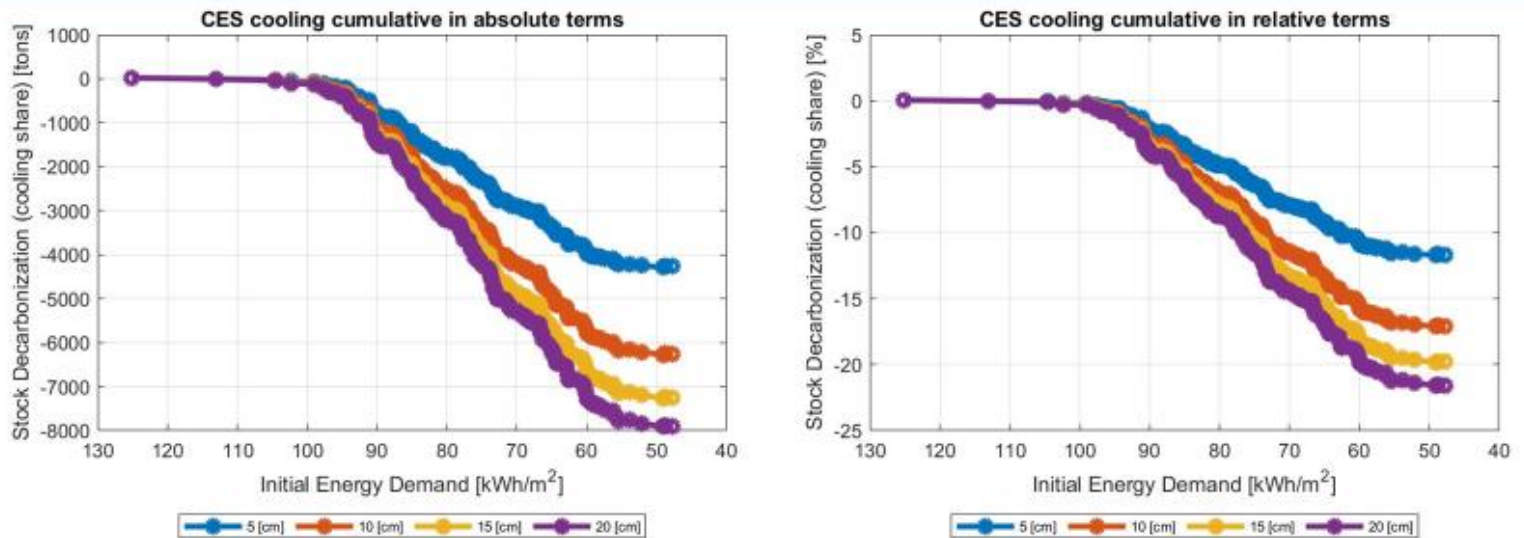 CES cooling cumulative in absolute terms
Stock Decarbonization (cooling share) [tons]
1000
0
-1000
-2000
-3000
-4000
-5000
-6000
-7000
-8000
130 120 110 100 90 80 70 60 50 40
Initial Energy Demand [kWh/m²]
5 [cm] 10 [cm] 15 [cm] 20 [cm]
CES cooling cumulative in relative terms
Stock Decarbonization (cooling share) [%]
5
0
-5
-10
-15
-20
-25
130 120 110 100 90 80 70 60 50 40
Initial Energy Demand [kWh/m²]
5 [cm] 10 [cm] 15 [cm] 20 [cm]